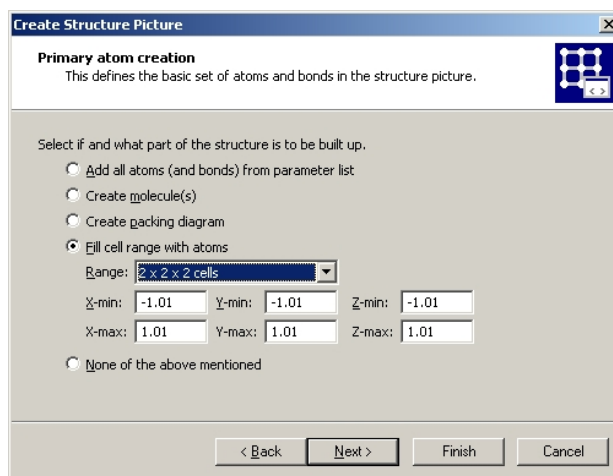 Create Structure Picture
Primary atom creation
This defines the basic set of atoms and bonds in the structure picture.
Select if and what part of the structure is to be built up.
Add all atoms (and bonds) from parameter list
Create molecule(s)
Create packing diagram
Fill cell range with atoms
Range: 2 x 2 x 2 cells
X-min: -1.01 Y-min: -1.01 Z-min: -1.01
X-max: 1.01 Y-max: 1.01 Z-max: 1.01
None of the above mentioned
< Back Next > Finish Cancel